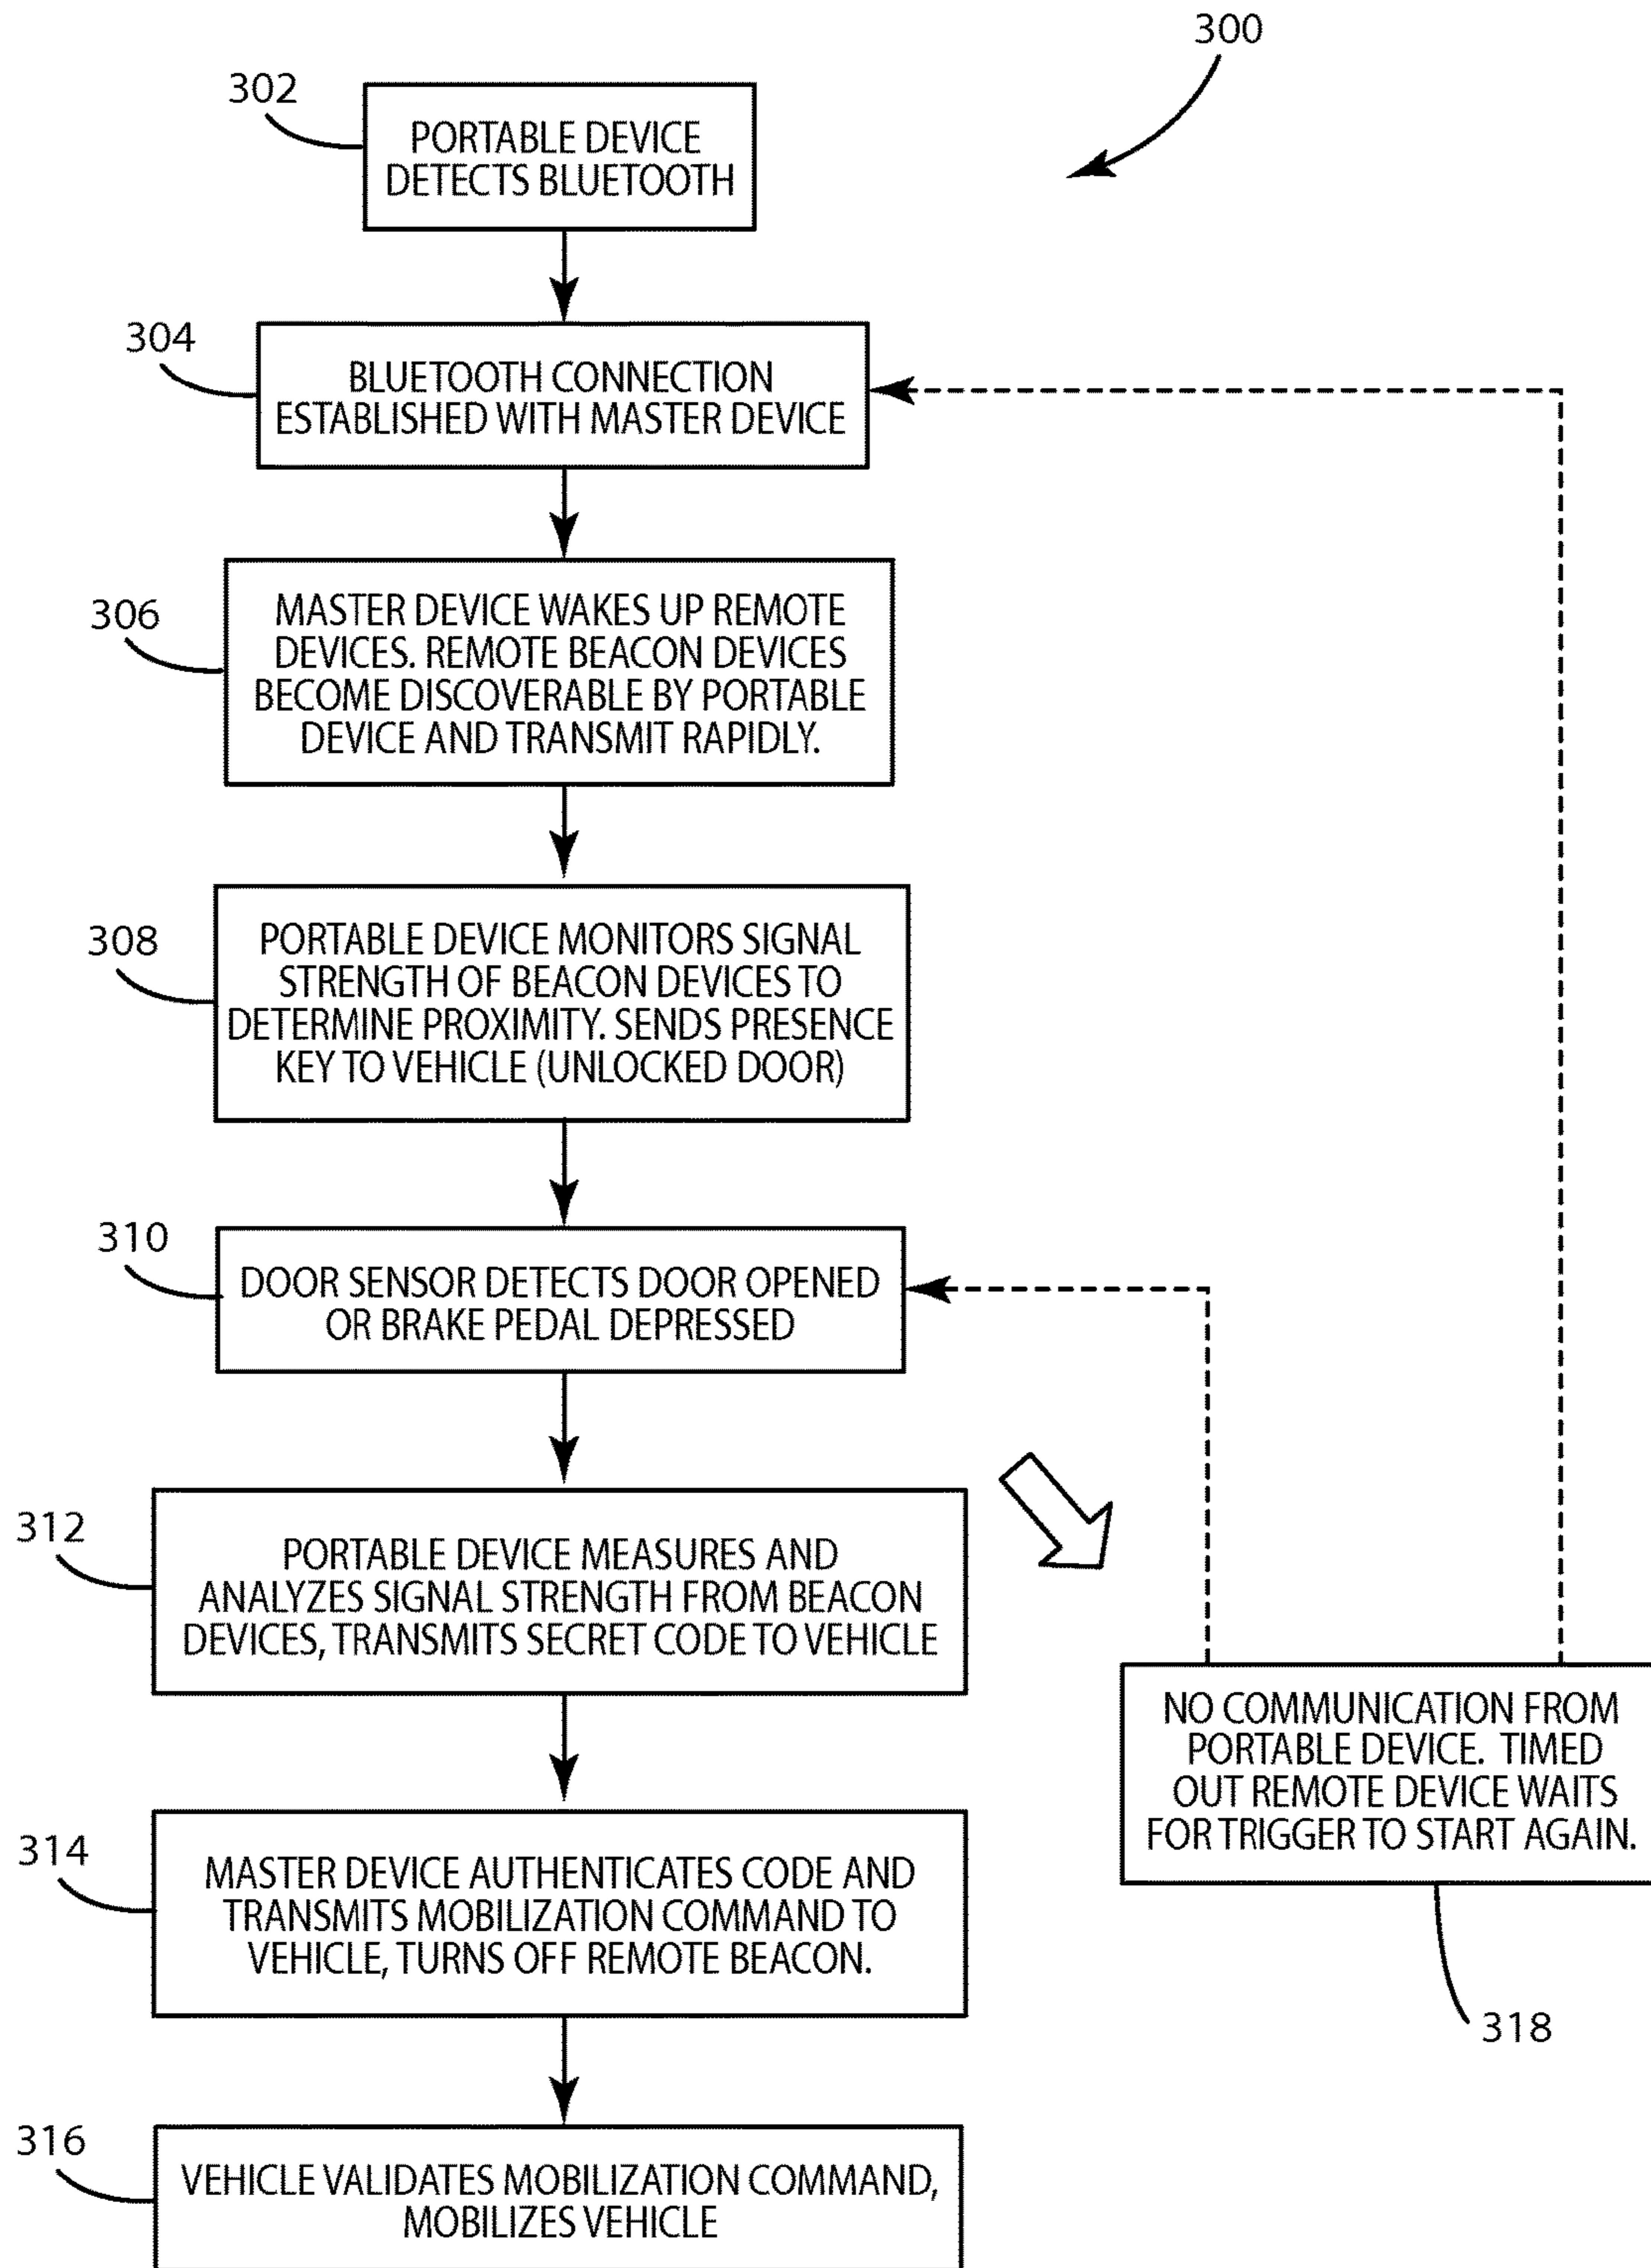 300
302
PORTABLE DEVICE
DETECTS BLUETOOTH
304
BLUETOOTH CONNECTION
ESTABLISHED WITH MASTER DEVICE
306
MASTER DEVICE WAKES UP REMOTE
DEVICES. REMOTE BEACON DEVICES
BECOME DISCOVERABLE BY PORTABLE
DEVICE AND TRANSMIT RAPIDLY.
308
PORTABLE DEVICE MONITORS SIGNAL
STRENGTH OF BEACON DEVICES TO
DETERMINE PROXIMITY. SENDS PRESENCE
KEY TO VEHICLE (UNLOCKED DOOR)
310
DOOR SENSOR DETECTS DOOR OPENED
OR BRAKE PEDAL DEPRESSED
312
PORTABLE DEVICE MEASURES AND
ANALYZES SIGNAL STRENGTH FROM BEACON
DEVICES, TRANSMITS SECRET CODE TO VEHICLE
NO COMMUNICATION FROM
PORTABLE DEVICE. TIMED
OUT REMOTE DEVICE WAITS
FOR TRIGGER TO START AGAIN.
314
MASTER DEVICE AUTHENTICATES CODE AND
TRANSMITS MOBILIZATION COMMAND TO
VEHICLE, TURNS OFF REMOTE BEACON.
318
316
VEHICLE VALIDATES MOBILIZATION COMMAND,
MOBILIZES VEHICLE